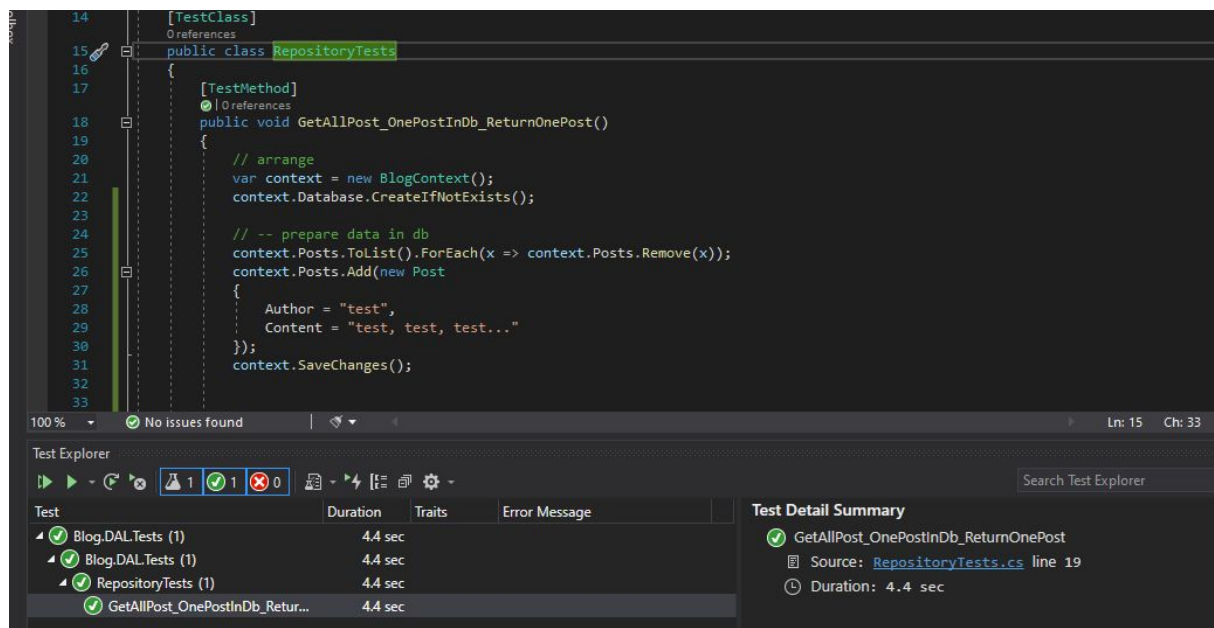 14 [TestClass]
0 references
15 public class RepositoryTests
16 {
17 [TestMethod]
0 references
18 public void GetAllPost_OnePostInDb_ReturnOnePost()
19 {
20 // arrange
21 var context = new BlogContext();
22 context.Database.CreateIfNotExists();
23
24 // -- prepare data in db
25 context.Posts.ToList().ForEach(x => context.Posts.Remove(x));
26 context.Posts.Add(new Post
27 {
28 Author = "test",
29 Content = "test, test, test..."
30 });
31 context.SaveChanges();
32
33
100 % No issues found Ln: 15 Ch: 33
Test Explorer
1 1 0 Search Test Explorer
Test Duration Traits Error Message
Blog.DAL.Tests (1) 4.4 sec
Blog.DAL.Tests (1) 4.4 sec
RepositoryTests (1) 4.4 sec
GetAllPost_OnePostInDb_Retur... 4.4 sec
Test Detail Summary
GetAllPost_OnePostInDb_ReturnOnePost
Source: RepositoryTests.cs line 19
Duration: 4.4 sec